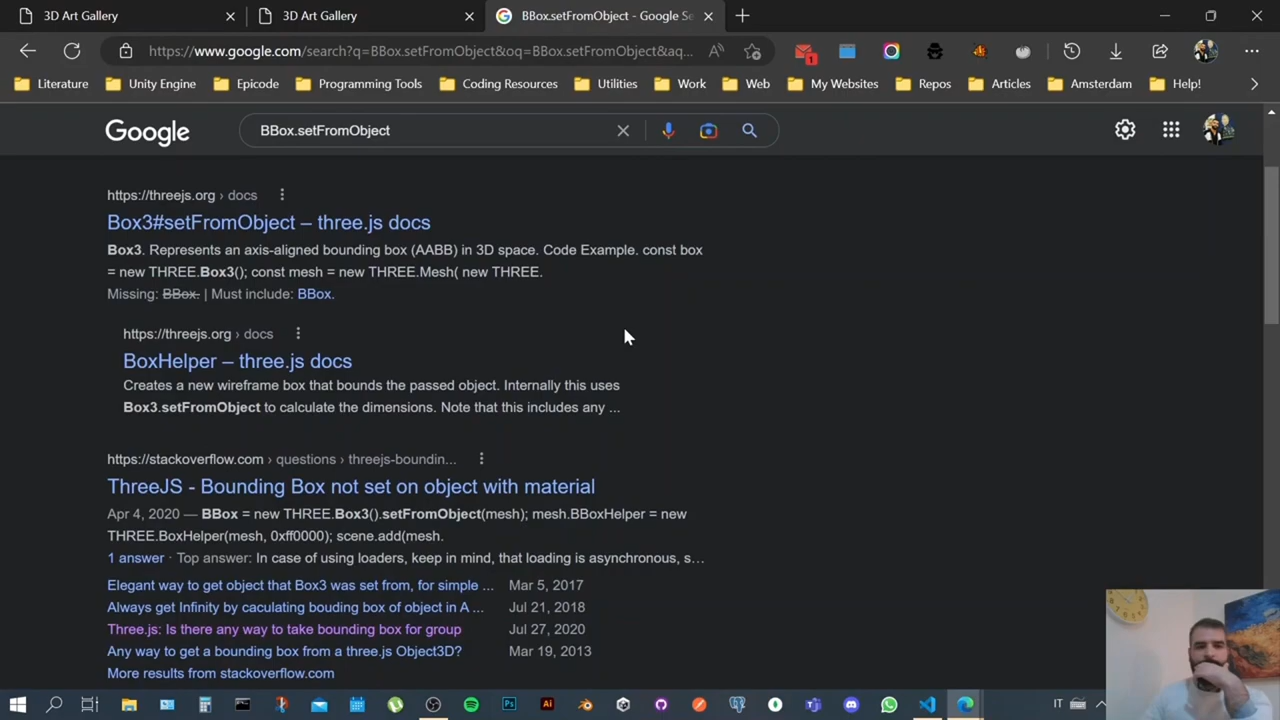 3D Art Gallery
3D Art Gallery
BBox.setFromObject - Google Se
https://www.google.com/search?q=BBox.setFromObject&oq=BBox.setFromObject&aq...
1
Literature
Unity Engine
Epicode
Programming Tools
Coding Resources
Utilities
Work
Web
My Websites
Repos
Articles
Amsterdam
Help!
Google
BBox.setFromObject
https://threejs.org › docs
Box3#setFromObject – three.js docs
Box3. Represents an axis-aligned bounding box (AABB) in 3D space. Code Example. const box
= new THREE.Box3(); const mesh = new THREE.Mesh( new THREE.
Missing: BBox. | Must include: BBox.
https://threejs.org › docs
BoxHelper – three.js docs
Creates a new wireframe box that bounds the passed object. Internally this uses
Box3.setFromObject to calculate the dimensions. Note that this includes any ...
https://stackoverflow.com › questions › threejs-boundin...
ThreeJS - Bounding Box not set on object with material
Apr 4, 2020 — BBox = new THREE.Box3().setFromObject(mesh); mesh.BBoxHelper = new
THREE.BoxHelper(mesh, 0xff0000); scene.add(mesh.
1 answer · Top answer: In case of using loaders, keep in mind, that loading is asynchronous, s...
Elegant way to get object that Box3 was set from, for simple ... Mar 5, 2017
Always get Infinity by caculating bouding box of object in A ... Jul 21, 2018
Three.js: Is there any way to take bounding box for group Jul 27, 2020
Any way to get a bounding box from a three.js Object3D? Mar 19, 2013
More results from stackoverflow.com
Ps
Ai
IT